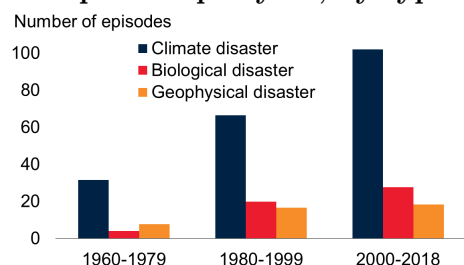 Number of episodes
Climate disaster
Biological disaster
Geophysical disaster
100
80
60
40
20
0
1960-1979
1980-1999
2000-2018